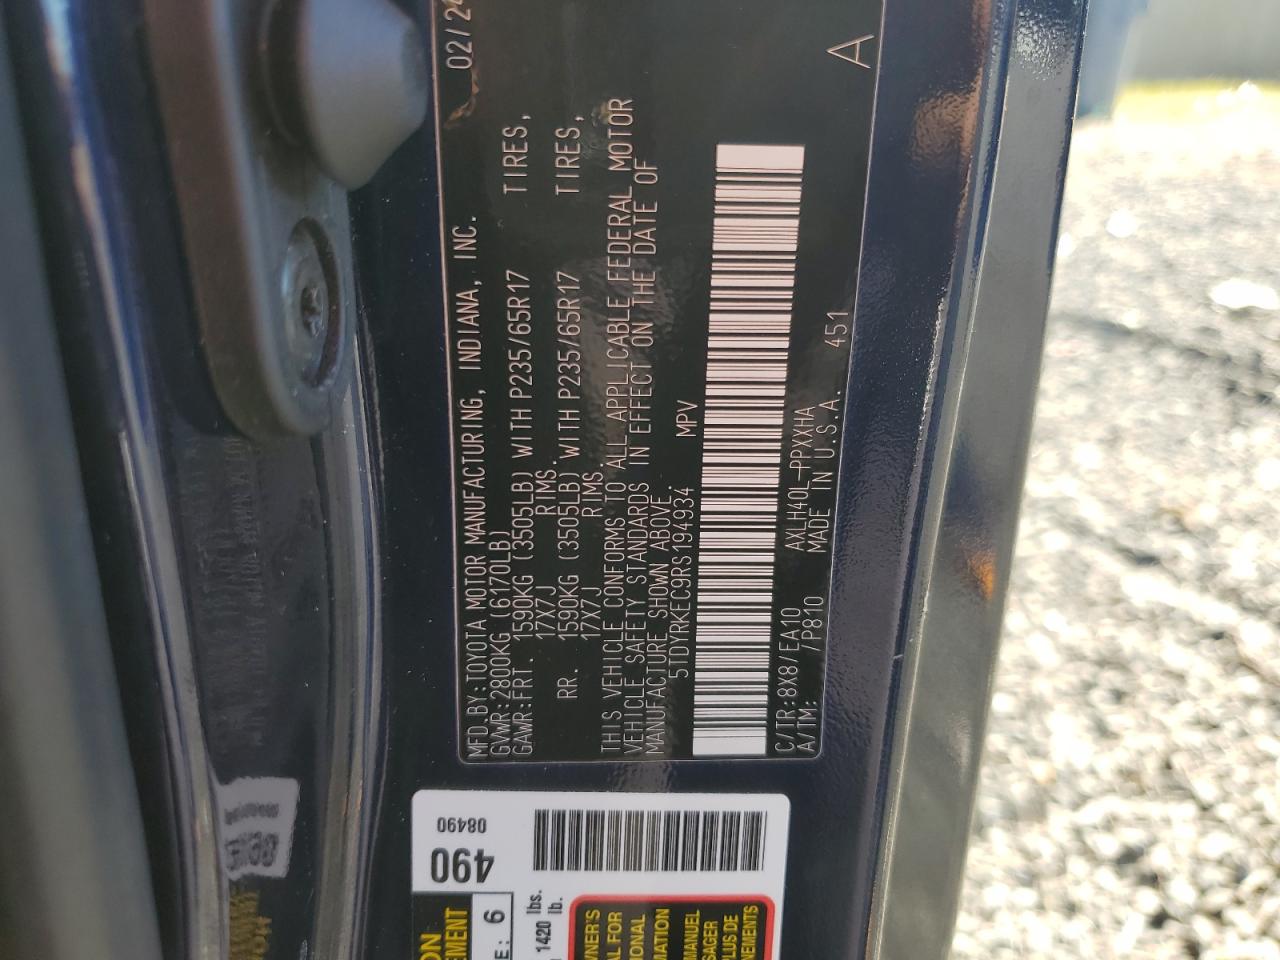 MFD.BY:TOYOTA MOTOR MANUFACTURING, INDIANA, INC. 02/24
GVWR:2800KG (6170LB)
GAWR:FRT. 1590KG (3505LB) WITH P235/65R17 TIRES,
17X7J RIMS.
RR. 1590KG (3505LB) WITH P235/65R17 TIRES,
17X7J RIMS.
THIS VEHICLE CONFORMS TO ALL APPLICABLE FEDERAL MOTOR
VEHICLE SAFETY STANDARDS IN EFFECT ON THE DATE OF
MANUFACTURE SHOWN ABOVE.
5TDYRKEC9RS194934 MPV
C/TR:8X8/EA10 AXLH40L-PPXXHA
A/TM: /P810 MADE IN U.S.A. 451
A
08490
490
6
1420 lbs.
lb.
MANUEL